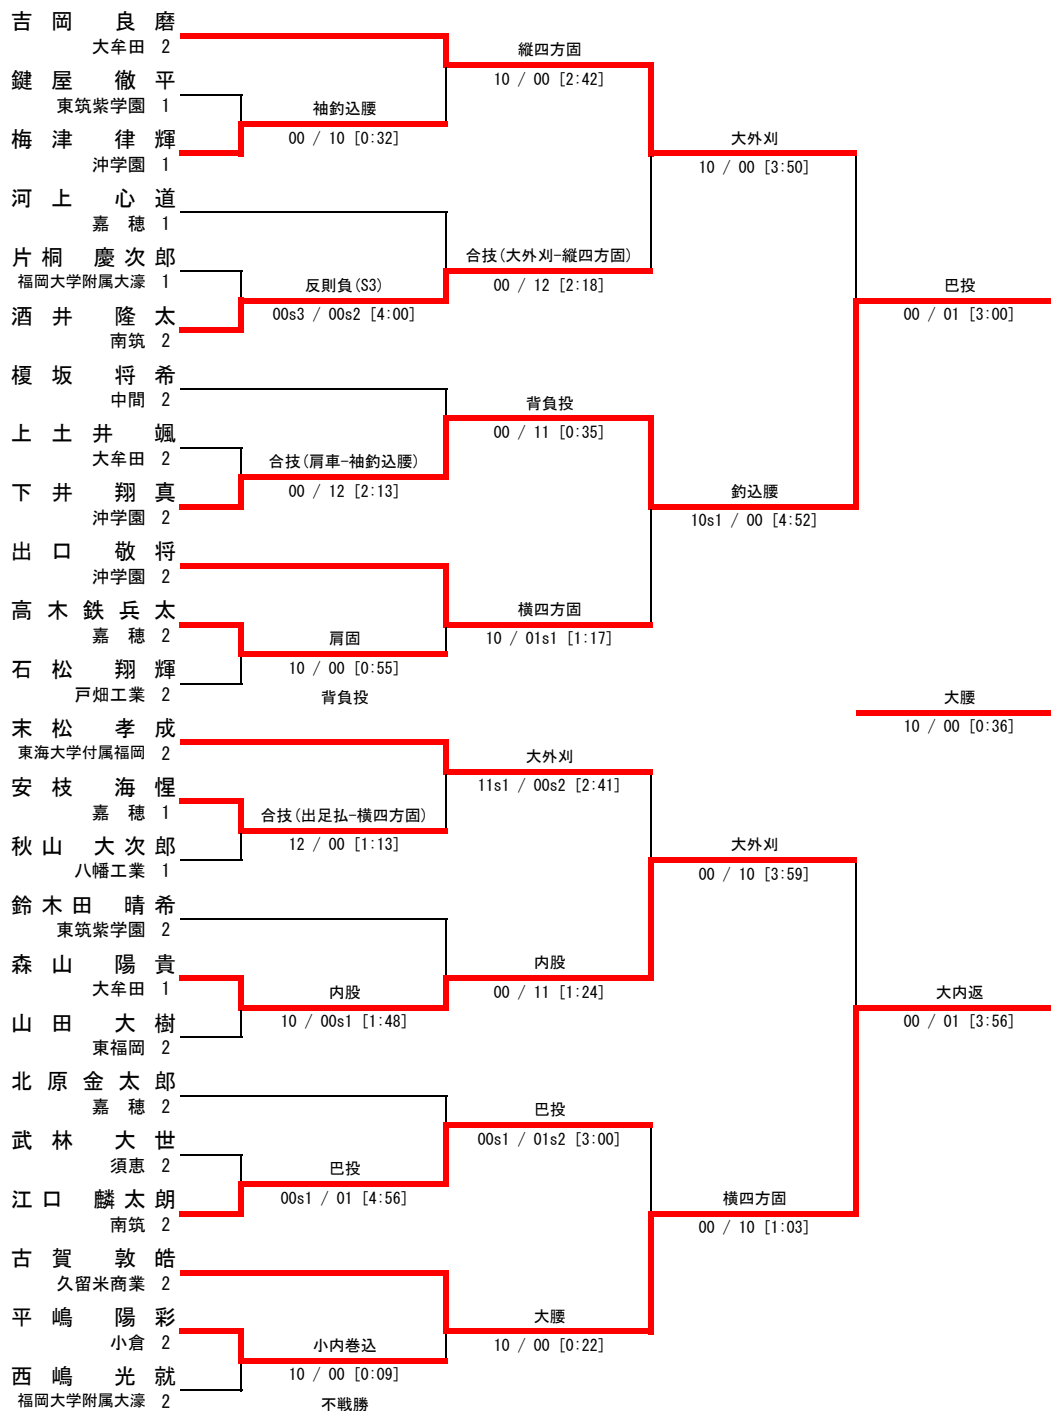 吉岡 良磨
大牟田 2
縦四方固
10 / 00 [2:42]
鍵屋 徹平
東筑紫学園 1
袖釣込腰
00 / 10 [0:32]
梅津 律輝
沖学園 1
大外刈
10 / 00 [3:50]
河上 心道
嘉穂 1
片桐 慶次郎
福岡大学附属大濠 1
合技(大外刈-縦四方固)
00 / 12 [2:18]
反則負(S3)
00s3 / 00s2 [4:00]
巴投
00 / 01 [3:00]
酒井 隆太
南筑 2
榎坂 将希
中間 2
背負投
00 / 11 [0:35]
上土井 颯
大牟田 2
合技(肩車-袖釣込腰)
00 / 12 [2:13]
下井 翔真
沖学園 2
釣込腰
10s1 / 00 [4:52]
出口 敬将
沖学園 2
高木鉄兵太
嘉穂 2
横四方固
10 / 01s1 [1:17]
肩固
10 / 00 [0:55]
石松 翔輝
戸畑工業 2
背負投
大腰
10 / 00 [0:36]
末松 孝成
東海大学付属福岡 2
大外刈
11s1 / 00s2 [2:41]
安枝 海惺
嘉穂 1
合技(出足払-横四方固)
12 / 00 [1:13]
秋山 大次郎
八幡工業 1
大外刈
00 / 10 [3:59]
鈴木田 晴希
東筑紫学園 2
森山 陽貴
大牟田 1
内股
00 / 11 [1:24]
内股
10 / 00s1 [1:48]
大内返
00 / 01 [3:56]
山田 大樹
東福岡 2
北原金太郎
嘉穂 2
巴投
00s1 / 01s2 [3:00]
武林 大世
須恵 2
巴投
00s1 / 01 [4:56]
江口 麟太朗
南筑 2
横四方固
00 / 10 [1:03]
古賀 敦皓
久留米商業 2
平嶋 陽彩
小倉 2
大腰
10 / 00 [0:22]
小内巻込
10 / 00 [0:09]
西嶋 光就
福岡大学附属大濠 2
不戦勝